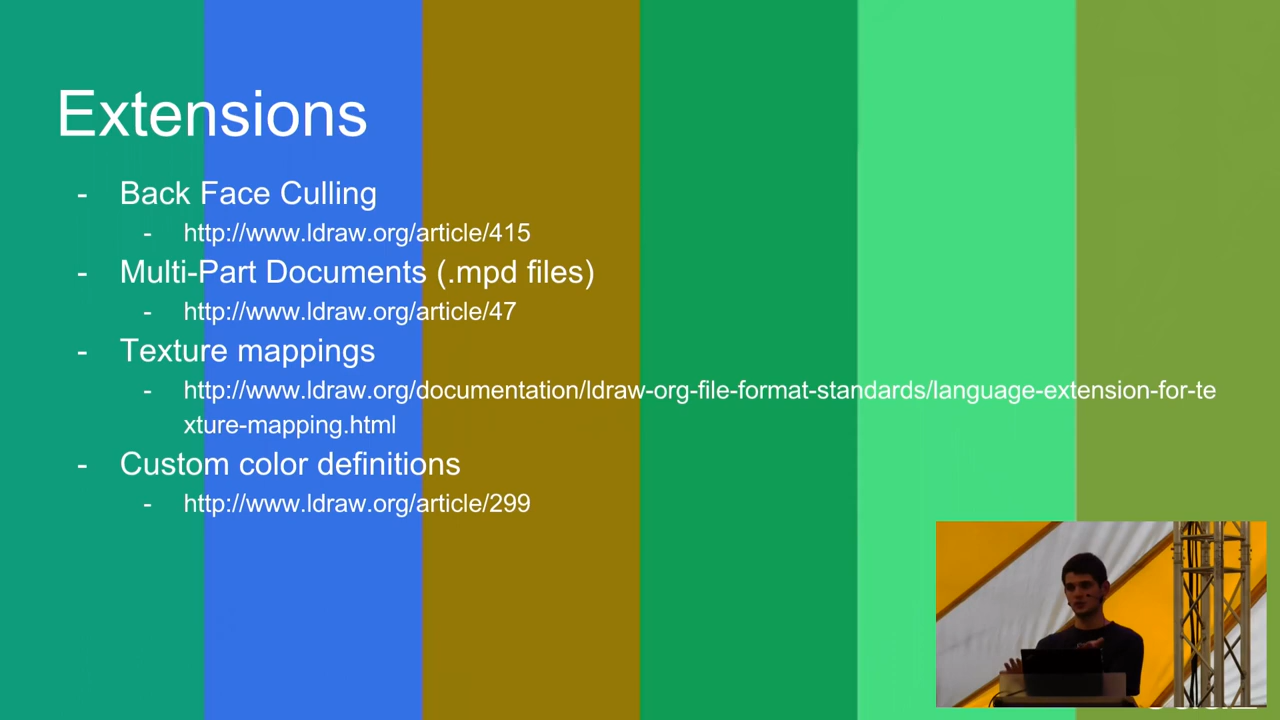 Extensions
- Back Face Culling
- http://www.ldraw.org/article/415
- Multi-Part Documents (.mpd files)
- http://www.ldraw.org/article/47
- Texture mappings
- http://www.ldraw.org/documentation/ldraw-org-file-format-standards/language-extension-for-te
xture-mapping.html
- Custom color definitions
- http://www.ldraw.org/article/299